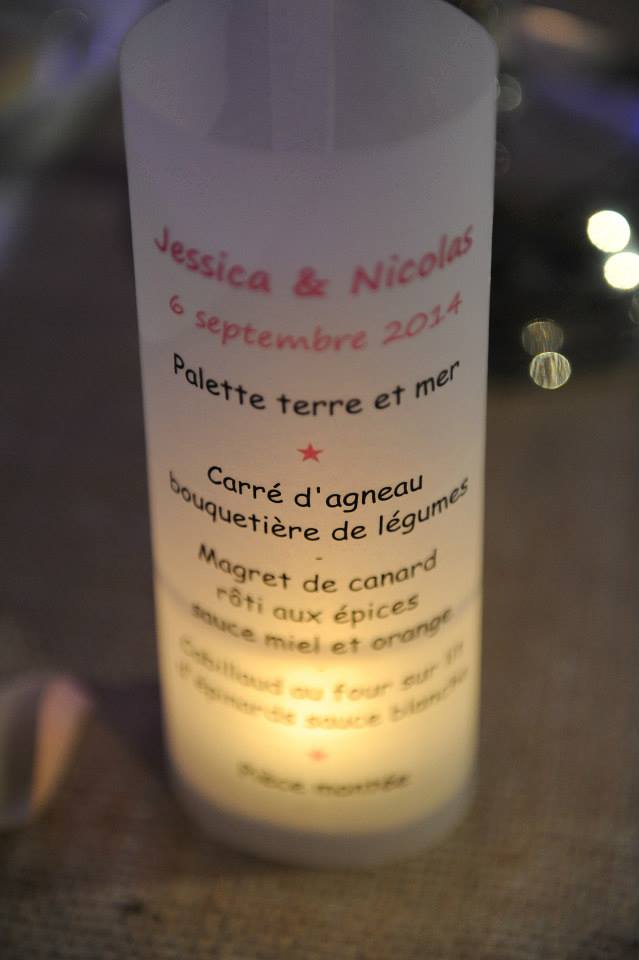 Jessica & Nicolas
6 septembre 2014
Palette terre et mer
Carré d'agneau
bouquetière de légumes
-
Magret de canard
rôti aux épices
sauce miel et orange
-
Cabillaud au four sur lit
d'épinards sauce blanche
Pièce montée